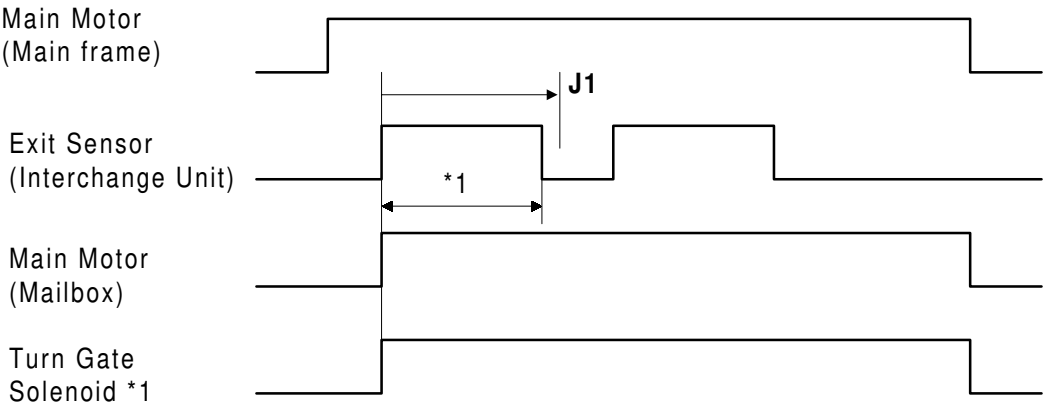 Main Motor
(Main frame)
J1
Exit Sensor
(Interchange Unit)
*1
Main Motor
(Mailbox)
Turn Gate
Solenoid *1